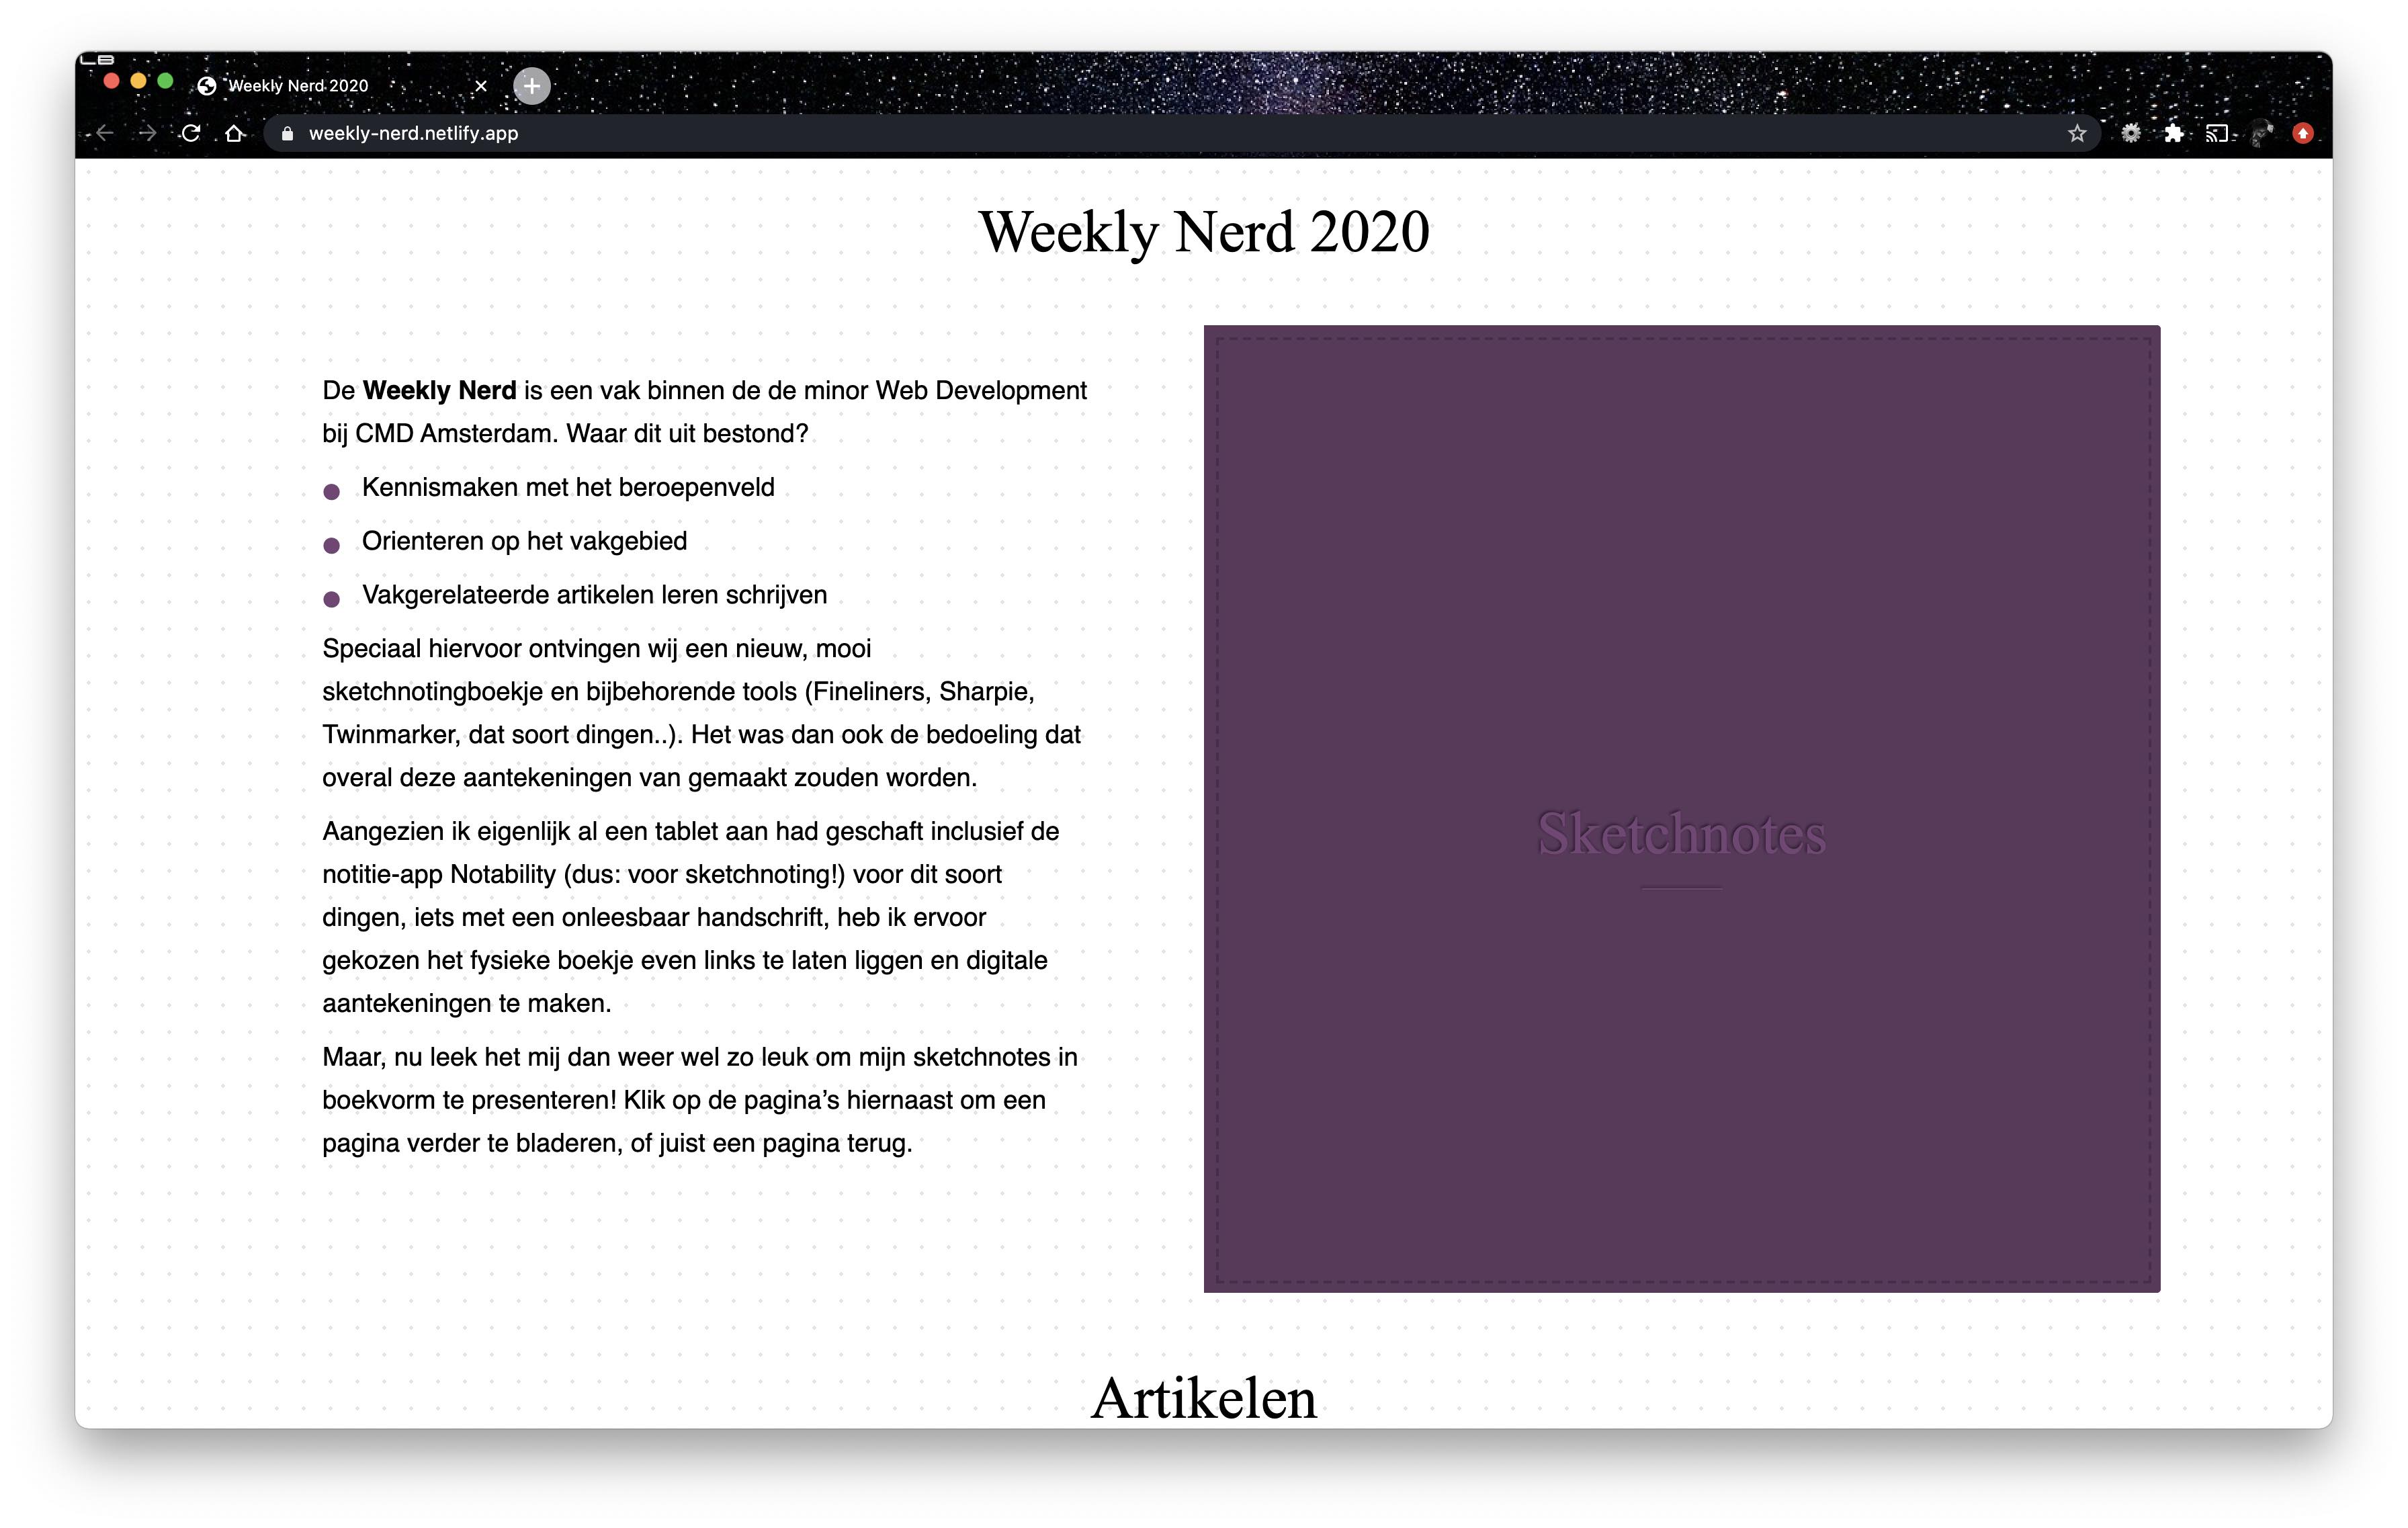 Weekly Nerd 2020
weekly-nerd.netlify.app
Weekly Nerd 2020
De Weekly Nerd is een vak binnen de de minor Web Development
bij CMD Amsterdam. Waar dit uit bestond?
Kennismaken met het beroepenveld
Orienteren op het vakgebied
Vakgerelateerde artikelen leren schrijven
Speciaal hiervoor ontvingen wij een nieuw, mooi
sketchnotingboekje en bijbehorende tools (Fineliners, Sharpie,
Twinmarker, dat soort dingen..). Het was dan ook de bedoeling dat
overal deze aantekeningen van gemaakt zouden worden.
Aangezien ik eigenlijk al een tablet aan had geschaft inclusief de
notitie-app Notability (dus: voor sketchnoting!) voor dit soort
dingen, iets met een onleesbaar handschrift, heb ik ervoor
gekozen het fysieke boekje even links te laten liggen en digitale
aantekeningen te maken.
Maar, nu leek het mij dan weer wel zo leuk om mijn sketchnotes in
boekvorm te presenteren! Klik op de pagina’s hiernaast om een
pagina verder te bladeren, of juist een pagina terug.
Sketchnotes
Artikelen